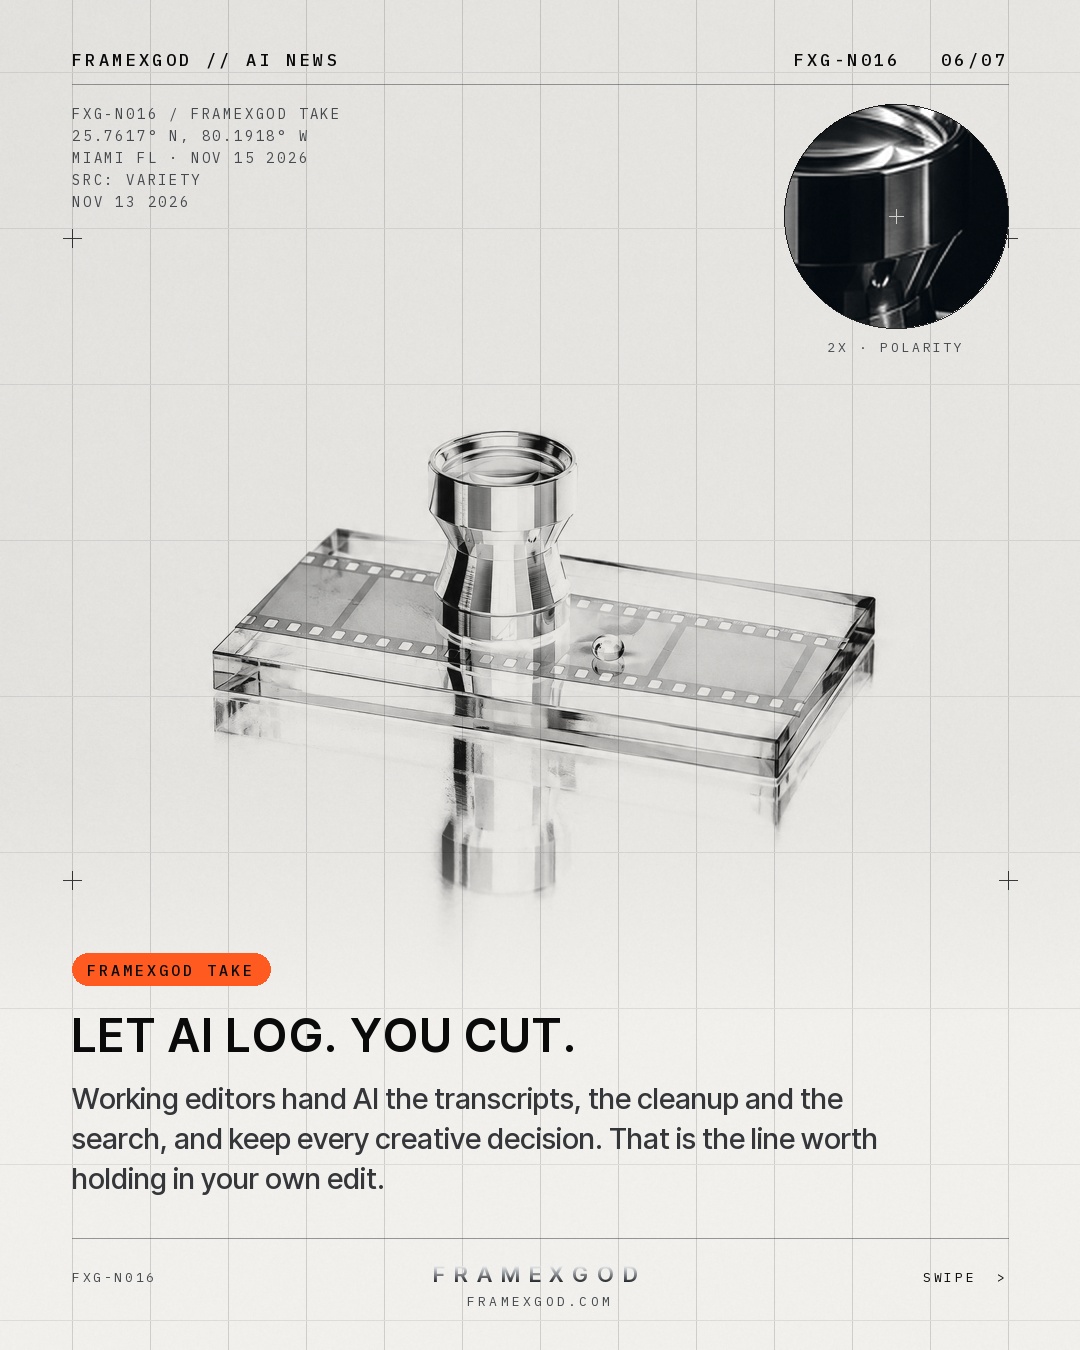 FRAMEXGOD // AI NEWS
FXG-N016 06/07
FXG-N016 / FRAMEXGOD TAKE
25.7617° N, 80.1918° W
MIAMI FL · NOV 15 2026
SRC: VARIETY
NOV 13 2026
2X · POLARITY
FRAMEXGOD TAKE
LET AI LOG. YOU CUT.
Working editors hand AI the transcripts, the cleanup and the
search, and keep every creative decision. That is the line worth
holding in your own edit.
FXG-N016
FRAMEXGOD
FRAMEXGOD.COM
SWIPE >